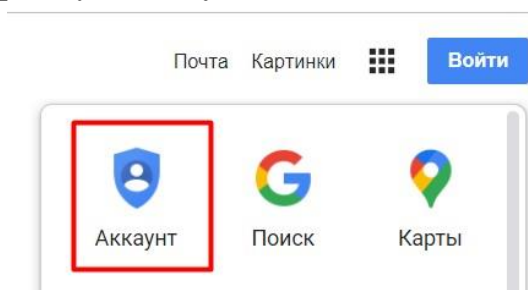 Почта Картинки Войти
Аккаунт Поиск Карты